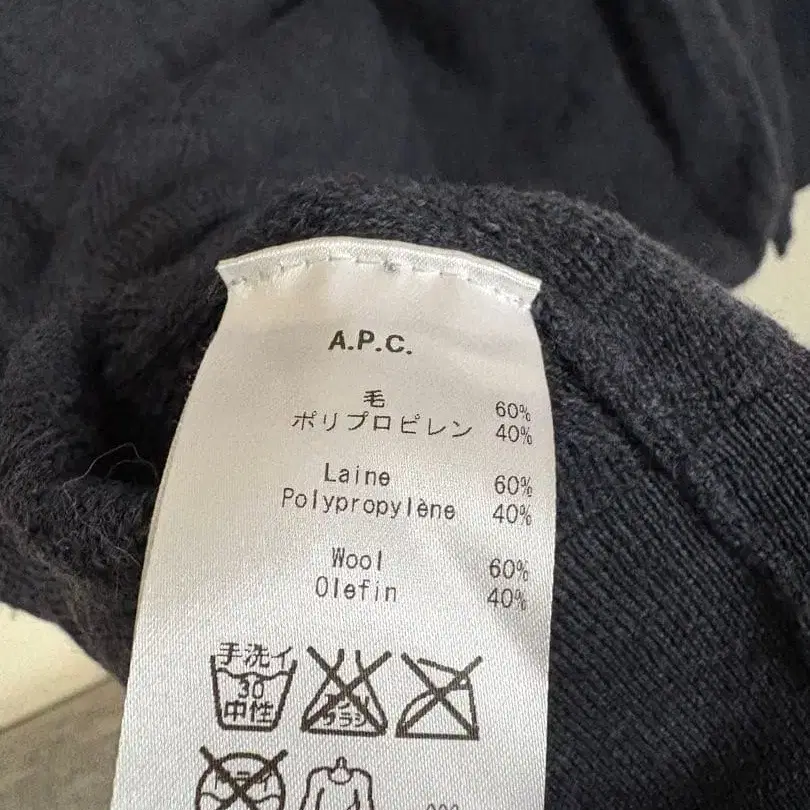 A.P.C.
毛 60%
ポリプロピレン 40%
Laine 60%
Polypropylène 40%
Wool 60%
Olefin 40%
手洗イ
30
中性